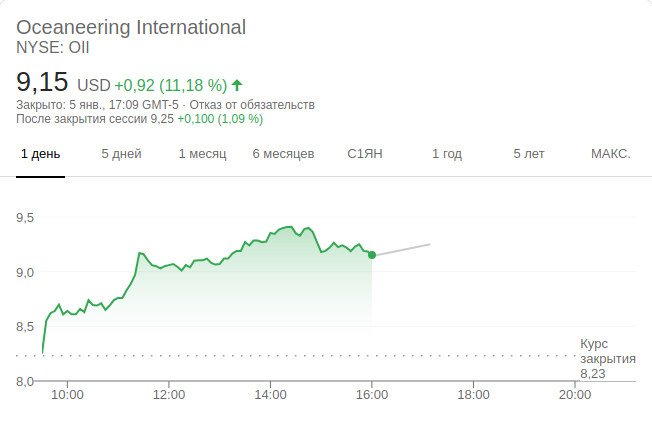 Oceaneering International
NYSE: OII
9,15 USD +0,92 (11,18 %)
Закрыто: 5 янв., 17:09 GMT-5 · Отказ от обязательств
После закрытия сессии 9,25 +0,100 (1,09 %)
1 день 5 дней 1 месяц 6 месяцев С1ЯН 1 год 5 лет МАКС.
9,5
9,0
8,5
Курс
закрытия
8,23
8,0
10:00 12:00 14:00 16:00 18:00 20:00